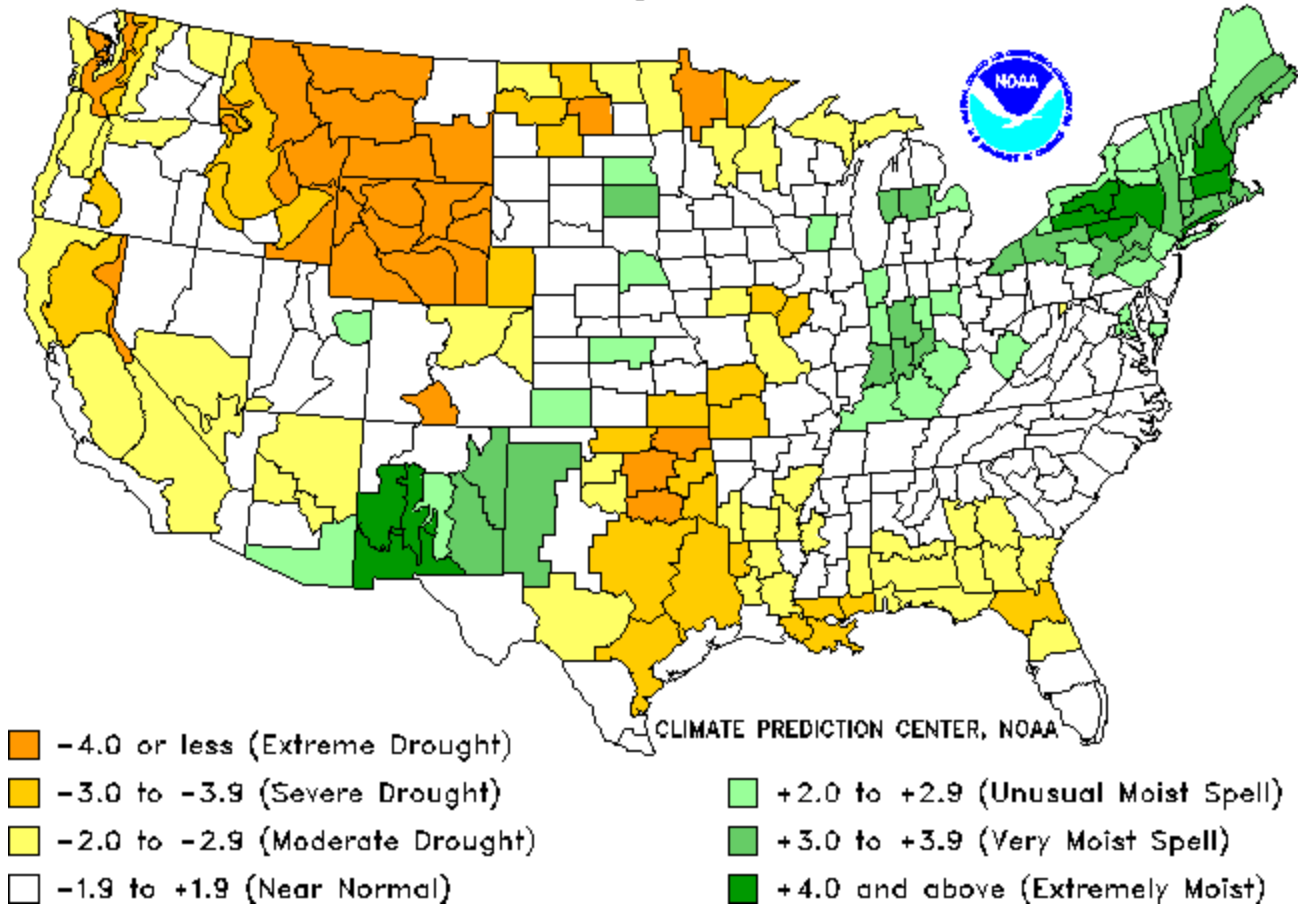 NOAA
CLIMATE PREDICTION CENTER, NOAA
-4.0 or less (Extreme Drought)
-3.0 to -3.9 (Severe Drought)
-2.0 to -2.9 (Moderate Drought)
-1.9 to +1.9 (Near Normal)
+2.0 to +2.9 (Unusual Moist Spell)
+3.0 to +3.9 (Very Moist Spell)
+4.0 and above (Extremely Moist)